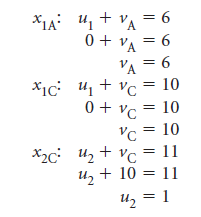 x₁A: u₁ + vA = 6
0 + vA = 6
vA = 6
x₁C: u₁ + vC = 10
0 + vC = 10
vC = 10
x₂C: u₂ + vC = 11
u₂ + 10 = 11
u₂ = 1